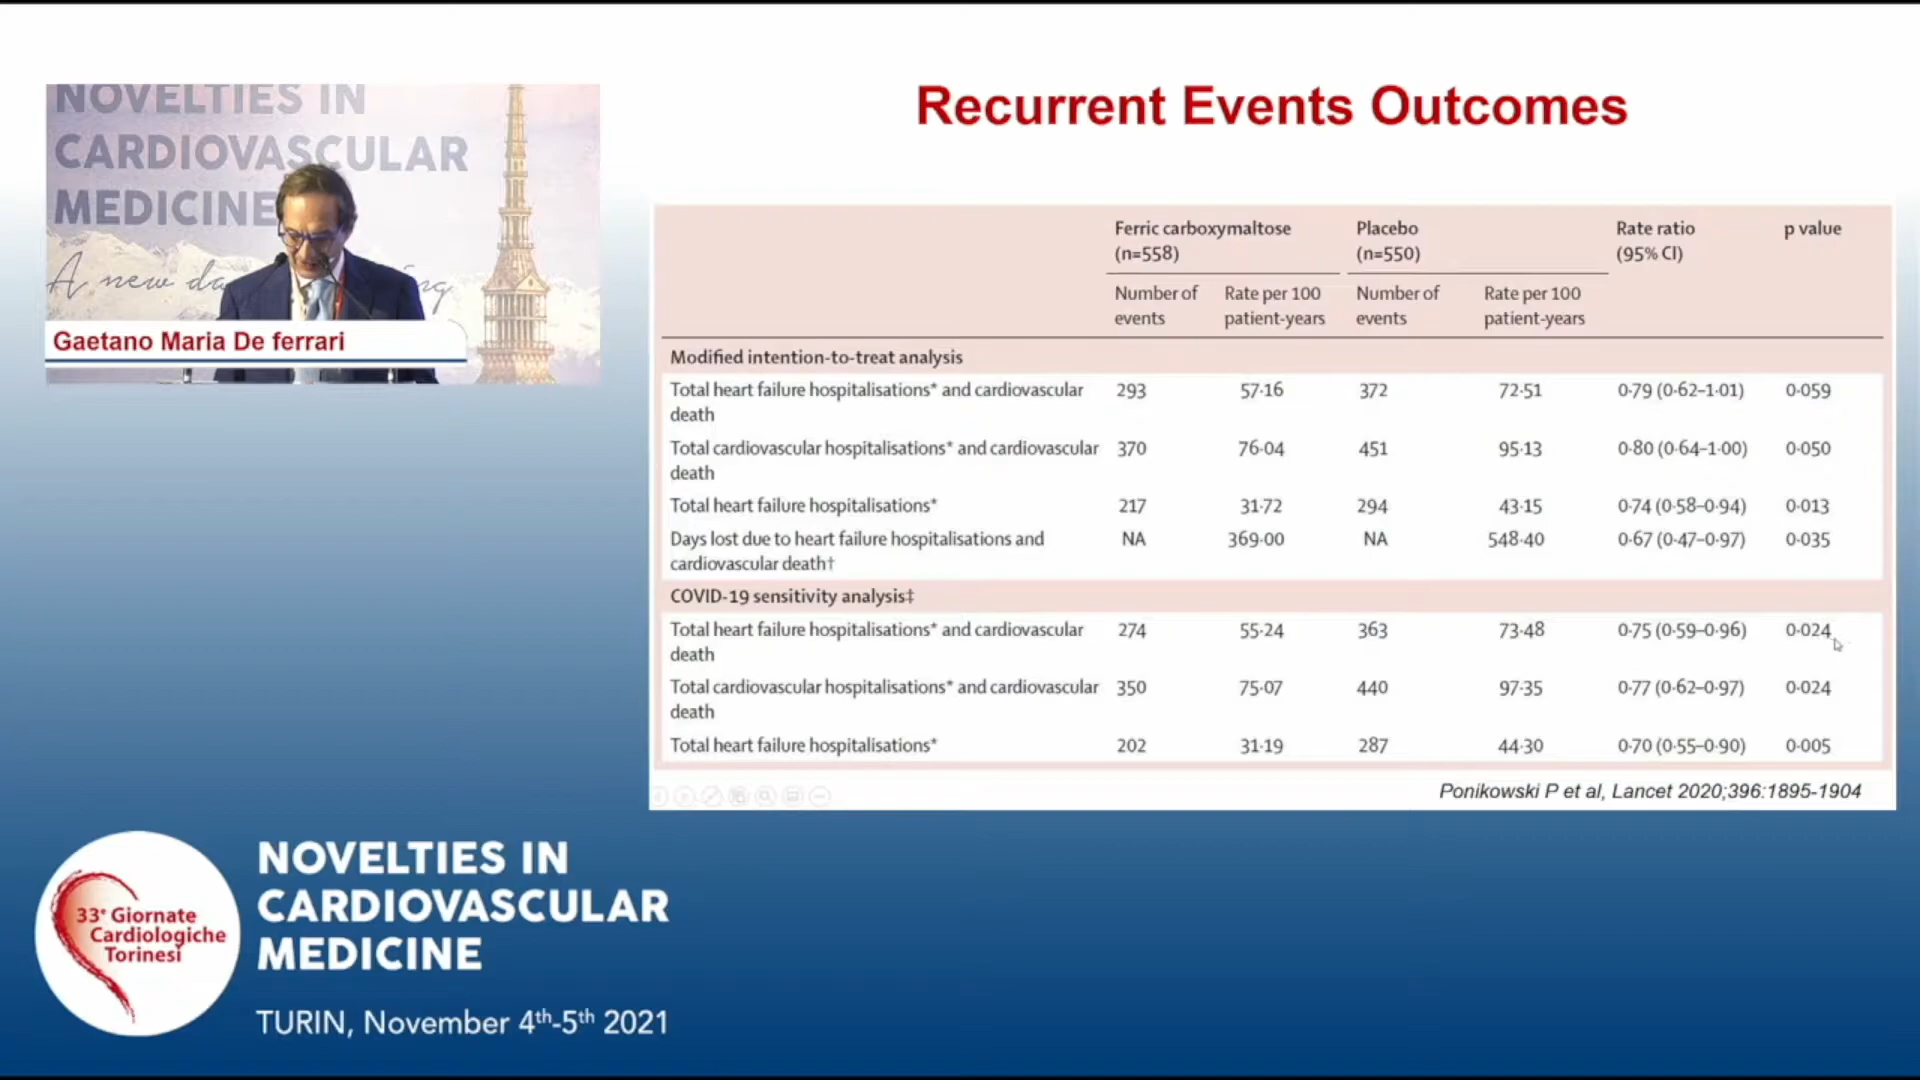 NOVELTIES IN
CARDIOVASCULAR
MEDICINE
A new da
ng
Gaetano Maria De ferrari
Recurrent Events Outcomes
Ferric carboxymaltose Placebo Rate ratio p value
(n=558) (n=550) (95% CI)
Number of Rate per 100 Number of Rate per 100
events patient-years events patient-years
Modified intention-to-treat analysis
Total heart failure hospitalisations* and cardiovascular 293 57·16 372 72·51 0·79 (0·62–1·01) 0·059
death
Total cardiovascular hospitalisations* and cardiovascular 370 76·04 451 95·13 0·80 (0·64–1·00) 0·050
death
Total heart failure hospitalisations* 217 31·72 294 43·15 0·74 (0·58–0·94) 0·013
Days lost due to heart failure hospitalisations and NA 369·00 NA 548·40 0·67 (0·47–0·97) 0·035
cardiovascular death†
COVID-19 sensitivity analysis‡
Total heart failure hospitalisations* and cardiovascular 274 55·24 363 73·48 0·75 (0·59–0·96) 0·024
death
Total cardiovascular hospitalisations* and cardiovascular 350 75·07 440 97·35 0·77 (0·62–0·97) 0·024
death
Total heart failure hospitalisations* 202 31·19 287 44·30 0·70 (0·55–0·90) 0·005
Ponikowski P et al, Lancet 2020;396:1895-1904
33° Giornate
Cardiologiche
Torinesi
NOVELTIES IN
CARDIOVASCULAR
MEDICINE
TURIN, November 4th-5th 2021